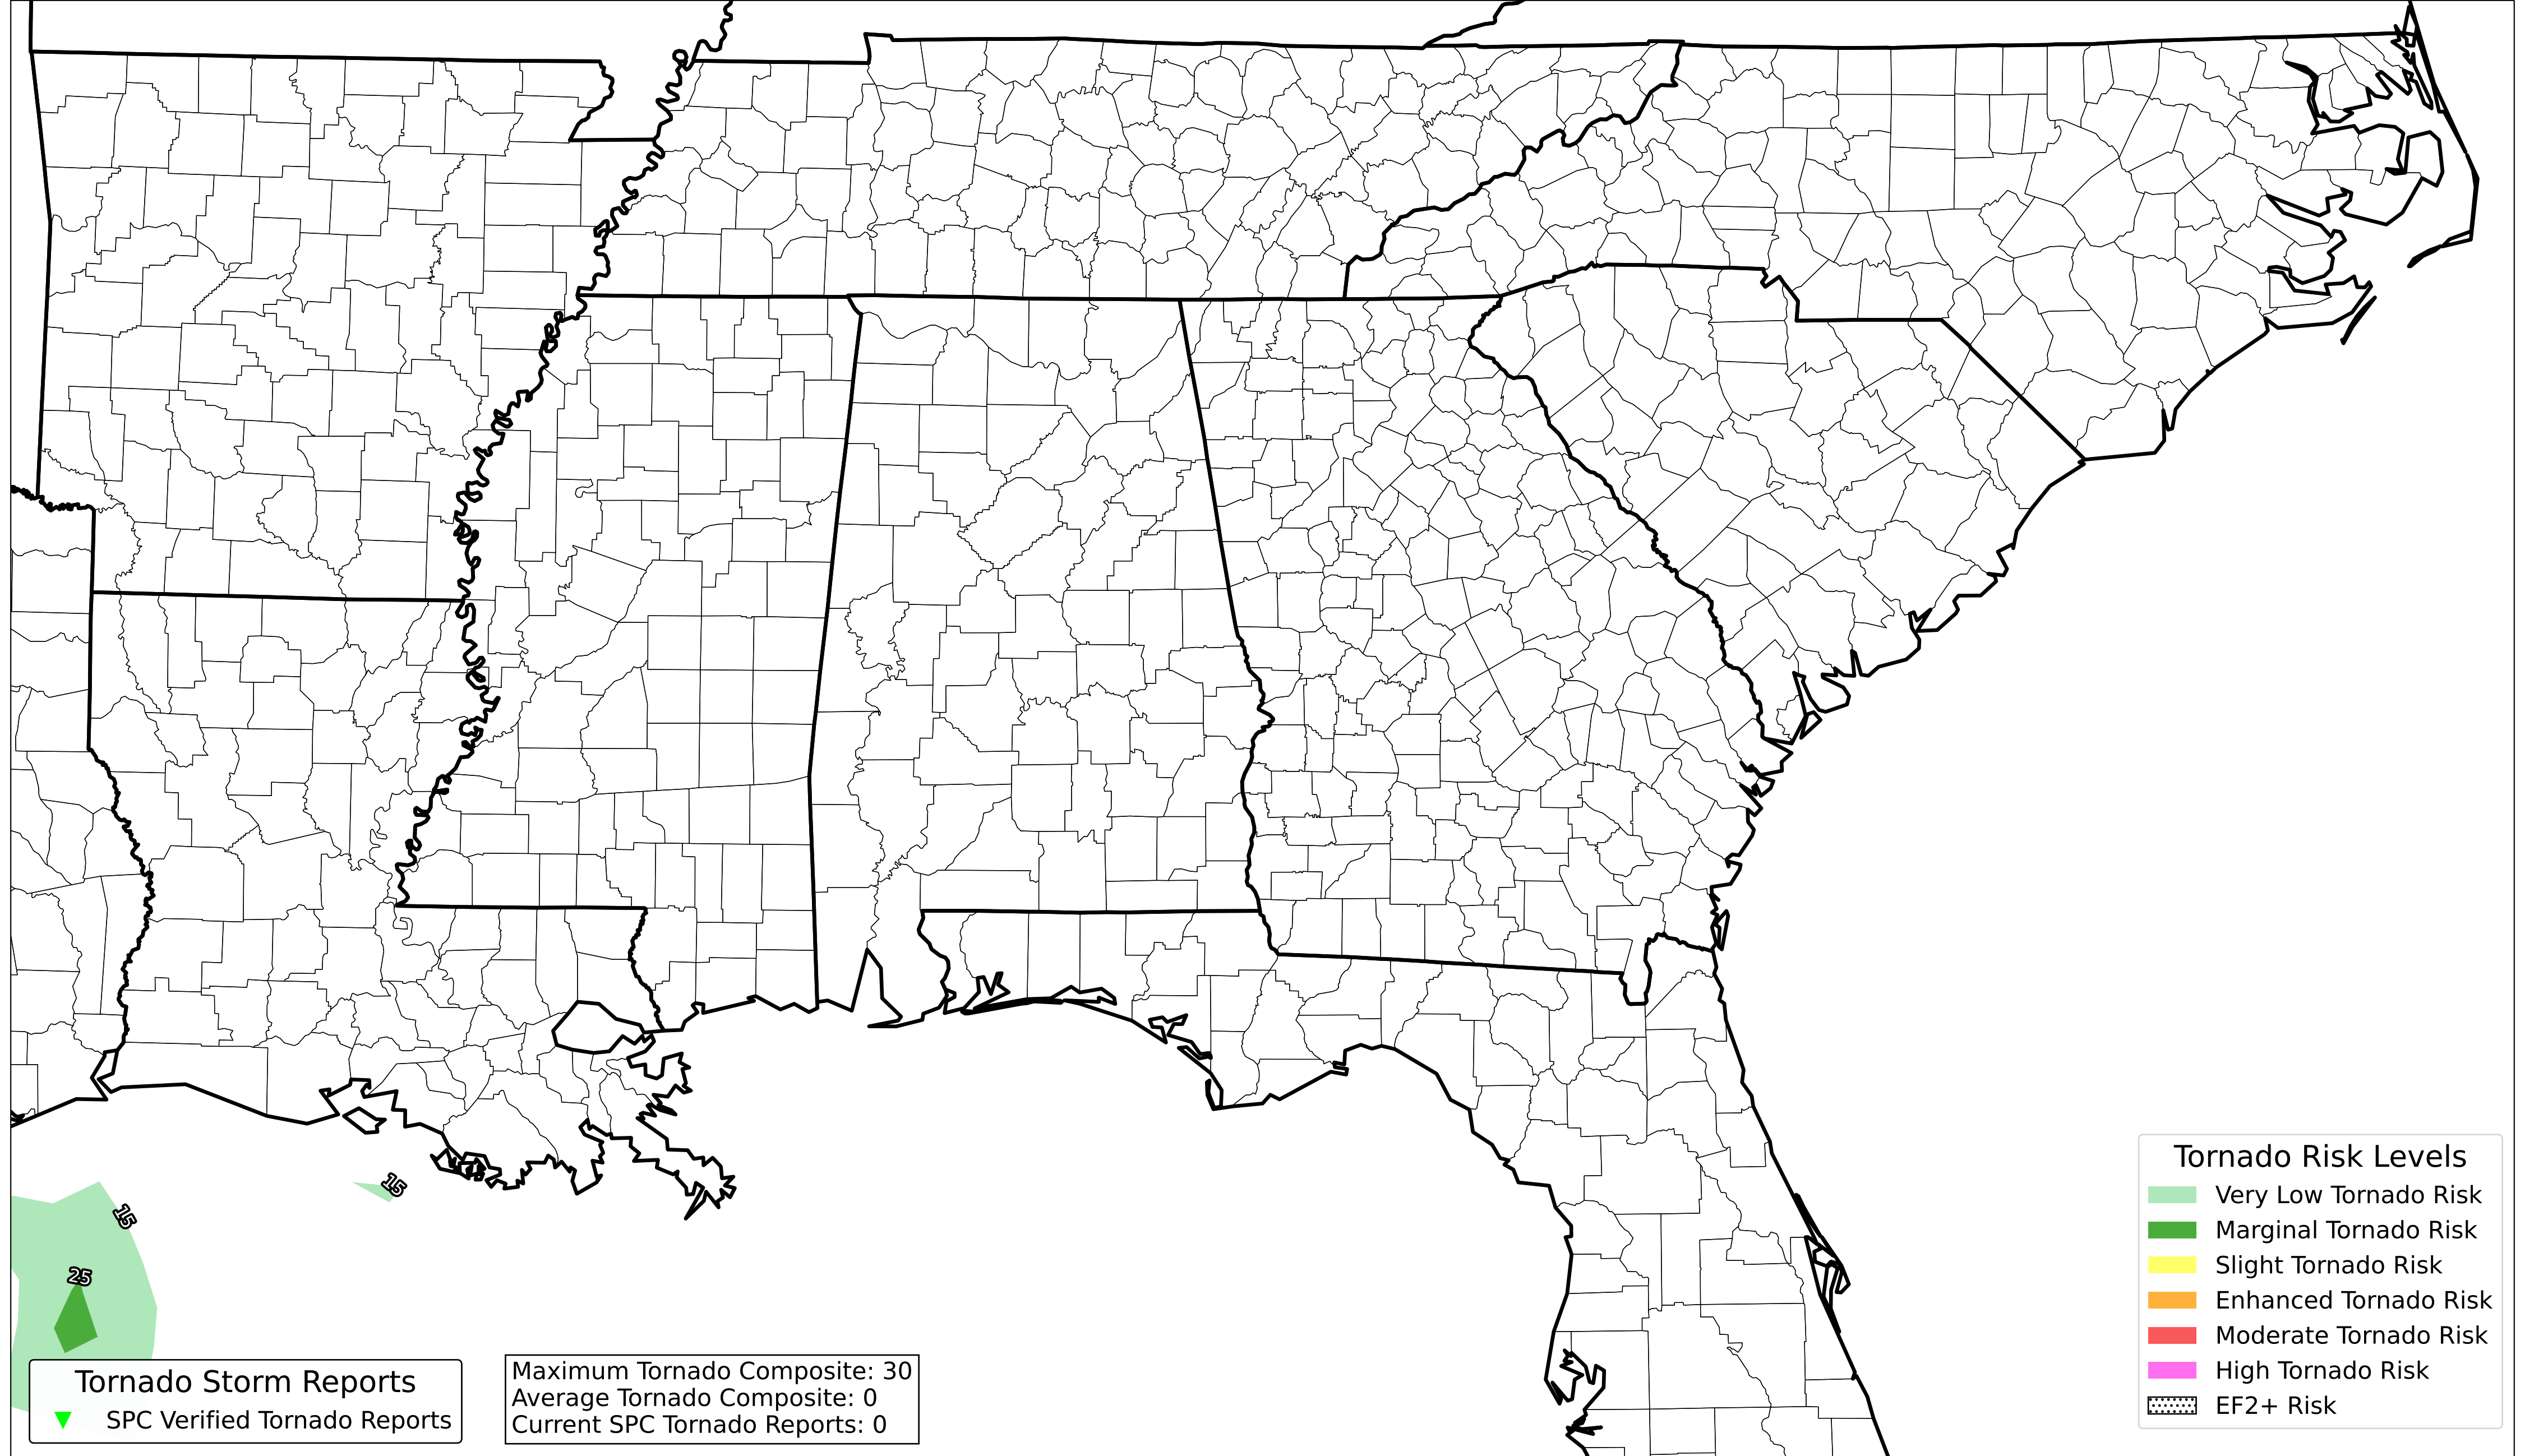 15
15
25
Tornado Storm Reports
SPC Verified Tornado Reports
Maximum Tornado Composite: 30
Average Tornado Composite: 0
Current SPC Tornado Reports: 0
Tornado Risk Levels
Very Low Tornado Risk
Marginal Tornado Risk
Slight Tornado Risk
Enhanced Tornado Risk
Moderate Tornado Risk
High Tornado Risk
EF2+ Risk